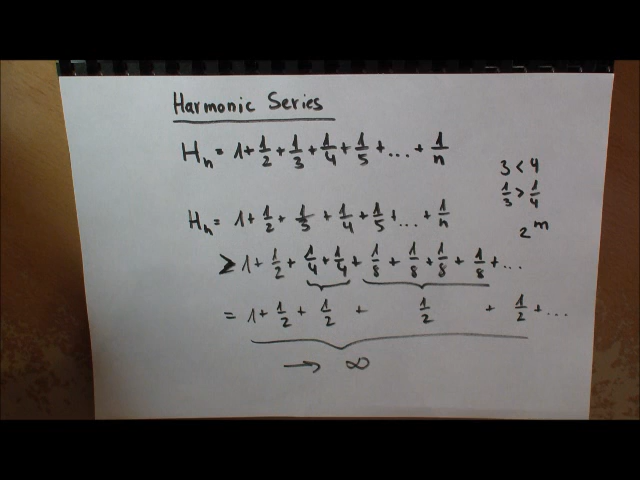 Harmonic Series
Hn = 1 + 1/2 + 1/3 + 1/4 + 1/5 + ... + 1/n
3 < 4
1/3 > 1/4
2^m
Hn = 1 + 1/2 + 1/3 + 1/4 + 1/5 + ... + 1/n
≥ 1 + 1/2 + 1/4 + 1/4 + 1/8 + 1/8 + 1/8 + 1/8 + ...
= 1 + 1/2 + 1/2 + 1/2 + 1/2 + ...
→ ∞